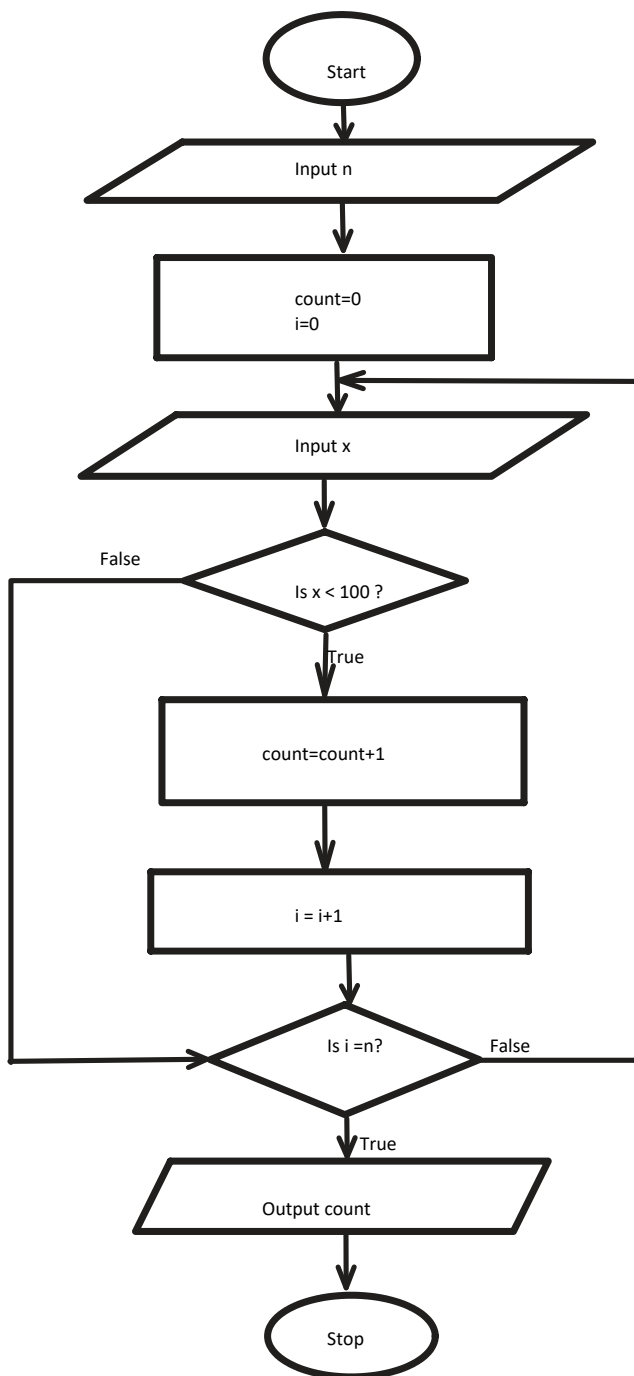 Start
Input n
count=0
i=0
Input x
False
Is x < 100 ?
True
count=count+1
i = i+1
Is i =n?
False
True
Output count
Stop